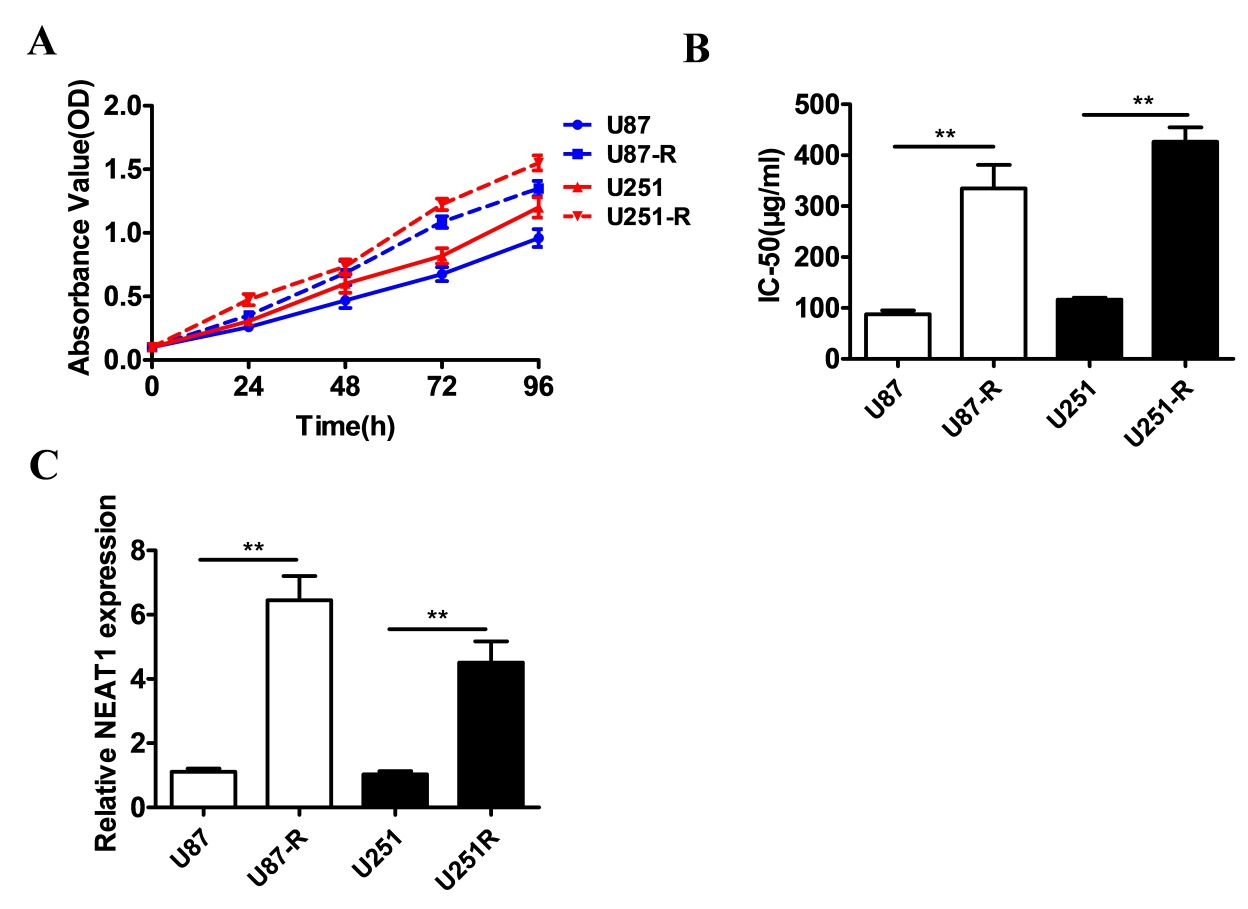 A
Absorbance Value(OD)
2.0
1.5
1.0
0.5
0.0
0 24 48 72 96
Time(h)
U87
U87-R
U251
U251-R
B
IC-50(µg/ml)
500
400
300
200
100
0
**
**
U87 U87-R U251 U251-R
C
Relative NEAT1 expression
8
6
4
2
0
**
**
U87 U87-R U251 U251R